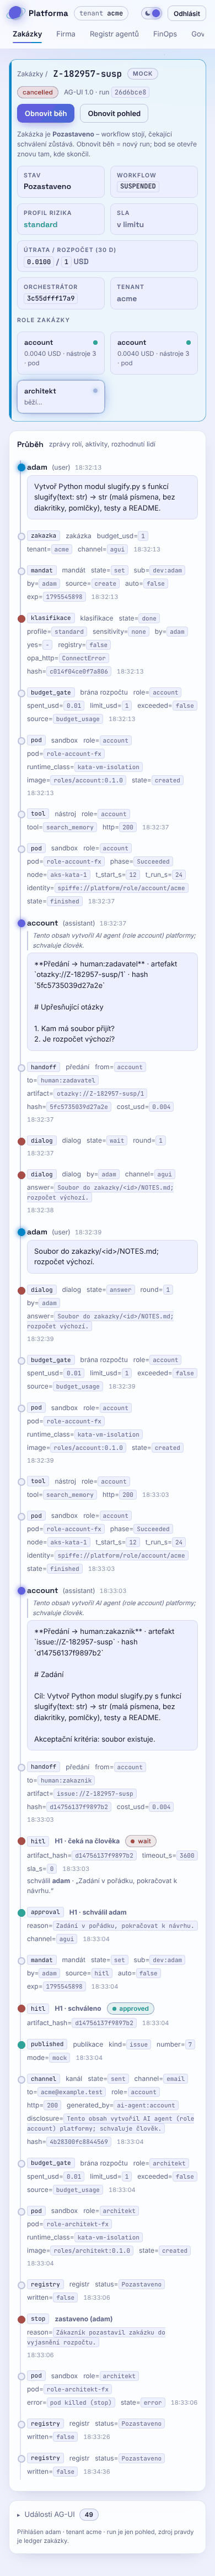 Platforma tenant acme Odhlásit
Zakázky Firma Registr agentů FinOps Gov
Zakázky / Z-182957-susp MOCK
cancelled AG-UI 1.0 · run 26d6bce8
Obnovit běh Obnovit pohled
Zakázka je Pozastaveno – workflow stojí, čekající
schválení zůstává. Obnovit běh = nový run; bod se otevře
znovu tam, kde skončil.
STAV
Pozastaveno
WORKFLOW
SUSPENDED
PROFIL RIZIKA
standard
SLA
v limitu
ÚTRATA / ROZPOČET (30 D)
0.0100 / 1 USD
ORCHESTRÁTOR
3c55dfff17a9
TENANT
acme
ROLE ZAKÁZKY
account
0.0040 USD · nástroje 3
· pod
account
0.0040 USD · nástroje 3
· pod
architekt
běží…
Průběh zprávy rolí, aktivity, rozhodnutí lidí
adam (user) 18:32:13
Vytvoř Python modul slugify.py s funkcí
slugify(text: str) -> str (malá písmena, bez
diakritiky, pomlčky), testy a README.
zakazka zakázka budget_usd= 1
tenant= acme channel= agui 18:32:13
mandat mandát state= set sub= dev:adam
by= adam source= create auto= false
exp= 1795545898 18:32:13
klasifikace klasifikace state= done
profile= standard sensitivity= none by= adam
yes= - registry= false
opa_http= ConnectError
hash= c014f04ce0f7a806 18:32:13
budget_gate brána rozpočtu role= account
spent_usd= 0.01 limit_usd= 1 exceeded= false
source= budget_usage 18:32:13
pod sandbox role= account
pod= role-account-fx
runtime_class= kata-vm-isolation
image= roles/account:0.1.0 state= created
18:32:13
tool nástroj role= account
tool= search_memory http= 200 18:32:37
pod sandbox role= account
pod= role-account-fx phase= Succeeded
node= aks-kata-1 t_start_s= 12 t_run_s= 24
identity= spiffe://platform/role/account/acme
state= finished 18:32:37
account (assistant) 18:32:37
Tento obsah vytvořil AI agent (role account) platformy;
schvaluje člověk.
**Předání → human:zadavatel** · artefakt
`otazky://Z-182957-susp/1` · hash
`5fc5735039d27a2e`
# Upřesňující otázky
1. Kam má soubor přijít?
2. Je rozpočet výchozí?
handoff předání from= account
to= human:zadavatel
artifact= otazky://Z-182957-susp/1
hash= 5fc5735039d27a2e cost_usd= 0.004
18:32:37
dialog dialog state= wait round= 1
18:32:37
dialog dialog by= adam channel= agui
answer= Soubor do zakazky/<id>/NOTES.md;
rozpočet výchozí.
18:32:38
adam (user) 18:32:39
Soubor do zakazky/<id>/NOTES.md;
rozpočet výchozí.
dialog dialog state= answer round= 1
by= adam
answer= Soubor do zakazky/<id>/NOTES.md;
rozpočet výchozí.
18:32:39
budget_gate brána rozpočtu role= account
spent_usd= 0.01 limit_usd= 1 exceeded= false
source= budget_usage 18:32:39
pod sandbox role= account
pod= role-account-fx
runtime_class= kata-vm-isolation
image= roles/account:0.1.0 state= created
18:32:39
tool nástroj role= account
tool= search_memory http= 200 18:33:03
pod sandbox role= account
pod= role-account-fx phase= Succeeded
node= aks-kata-1 t_start_s= 12 t_run_s= 24
identity= spiffe://platform/role/account/acme
state= finished 18:33:03
account (assistant) 18:33:03
Tento obsah vytvořil AI agent (role account) platformy;
schvaluje člověk.
**Předání → human:zakaznik** · artefakt
`issue://Z-182957-susp` · hash
`d14756137f9897b2`
# Zadání
Cíl: Vytvoř Python modul slugify.py s funkcí
slugify(text: str) -> str (malá písmena, bez
diakritiky, pomlčky), testy a README.
Akceptační kritéria: soubor existuje.
handoff předání from= account
to= human:zakaznik
artifact= issue://Z-182957-susp
hash= d14756137f9897b2 cost_usd= 0.004
18:33:03
hitl H1 · čeká na člověka wait
artifact_hash= d14756137f9897b2 timeout_s= 3600
sla_s= 0 18:33:03
schválil adam · „Zadání v pořádku, pokračovat k
návrhu.“
approval H1 · schválil adam
reason= Zadání v pořádku, pokračovat k návrhu.
channel= agui 18:33:04
mandat mandát state= set sub= dev:adam
by= adam source= hitl auto= false
exp= 1795545898 18:33:04
hitl H1 · schváleno approved
artifact_hash= d14756137f9897b2 18:33:04
published publikace kind= issue number= 7
mode= mock 18:33:04
channel kanál state= sent channel= email
to= acme@example.test role= account
http= 200 generated_by= ai-agent:account
disclosure= Tento obsah vytvořil AI agent (role
account) platformy; schvaluje člověk.
hash= 4b28300fc8844569 18:33:04
budget_gate brána rozpočtu role= architekt
spent_usd= 0.01 limit_usd= 1 exceeded= false
source= budget_usage 18:33:04
pod sandbox role= architekt
pod= role-architekt-fx
runtime_class= kata-vm-isolation
image= roles/architekt:0.1.0 state= created
18:33:04
registry registr status= Pozastaveno
written= false 18:33:06
stop zastaveno (adam)
reason= Zákazník pozastavil zakázku do
vyjasnění rozpočtu.
18:33:06
pod sandbox role= architekt
pod= role-architekt-fx
error= pod killed (stop) state= error 18:33:06
registry registr status= Pozastaveno
written= false 18:33:26
registry registr status= Pozastaveno
written= false 18:34:36
▸ Události AG-UI 49
Přihlášen adam · tenant acme · run je jen pohled, zdroj pravdy
je ledger zakázky.